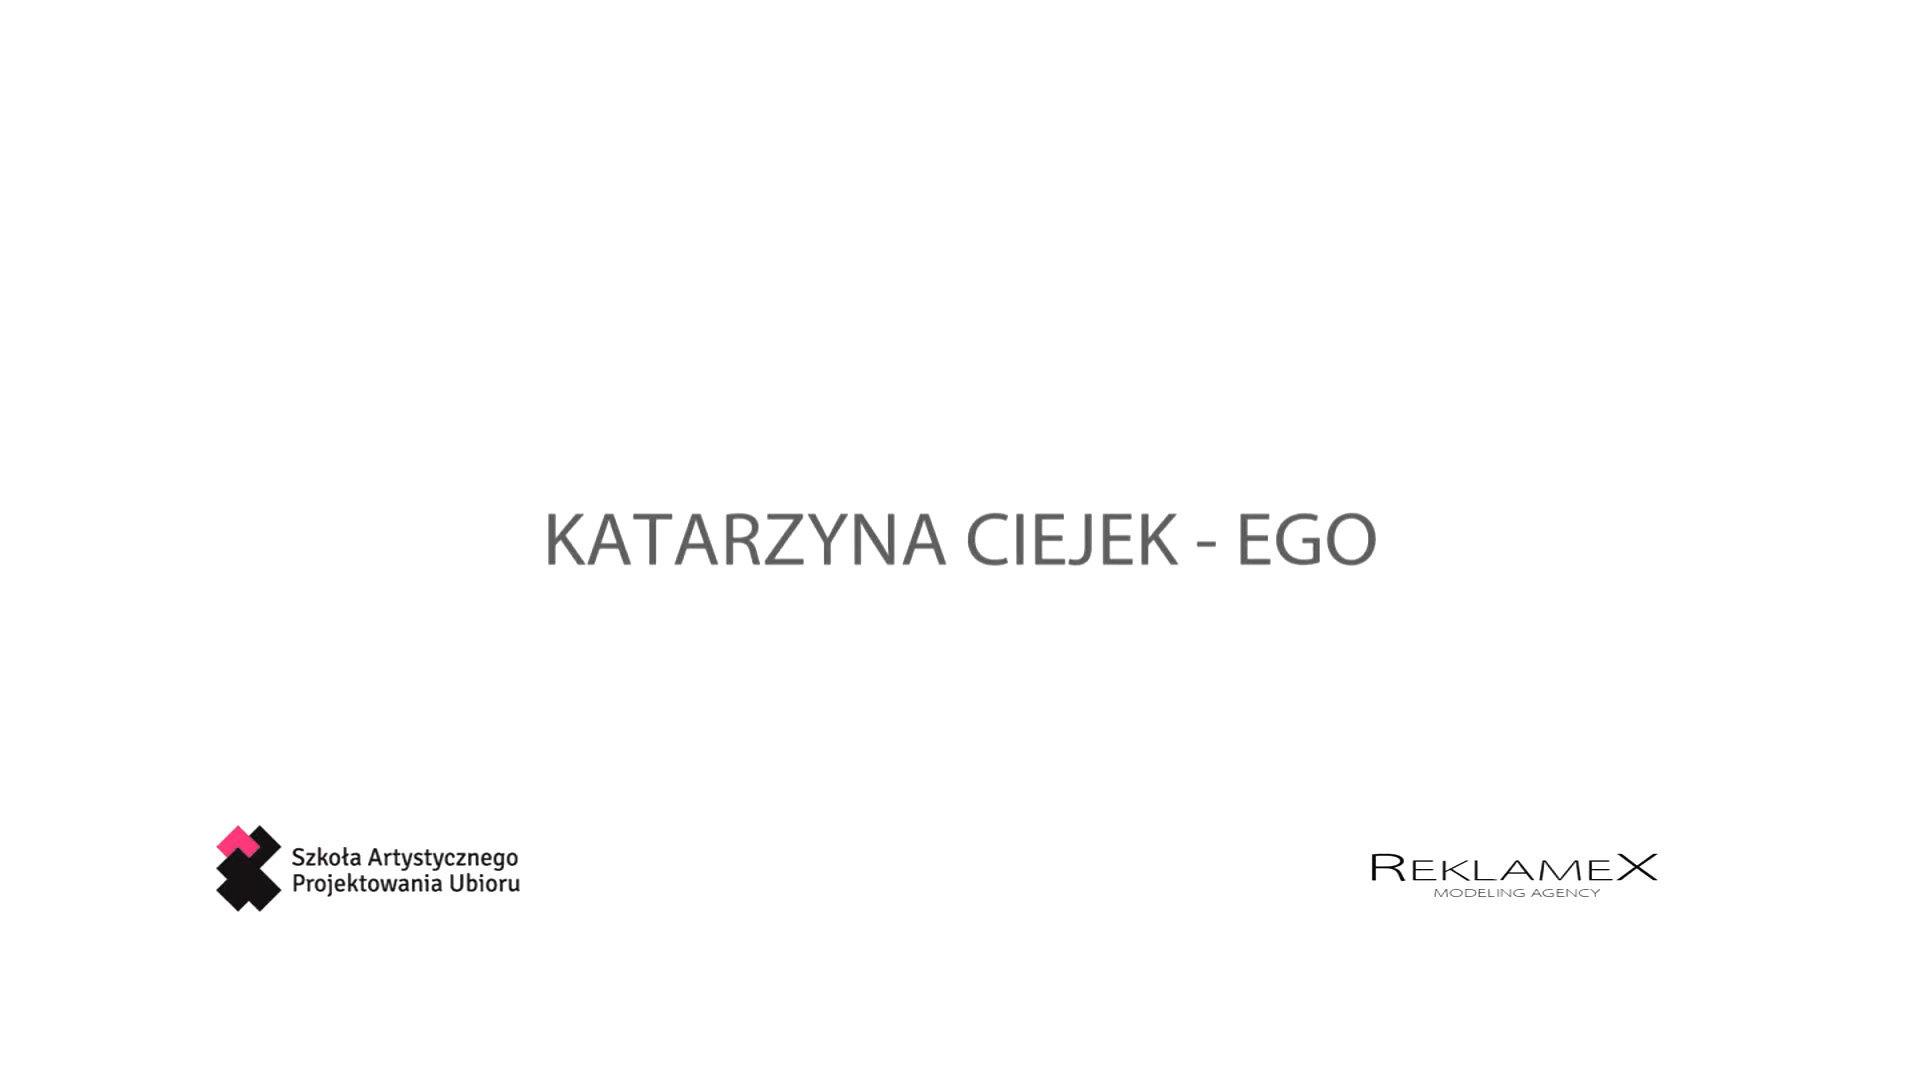 KATARZYNA CIEJEK - EGO
Szkoła Artystycznego
Projektowania Ubioru
REKLAMEX
MODELING AGENCY